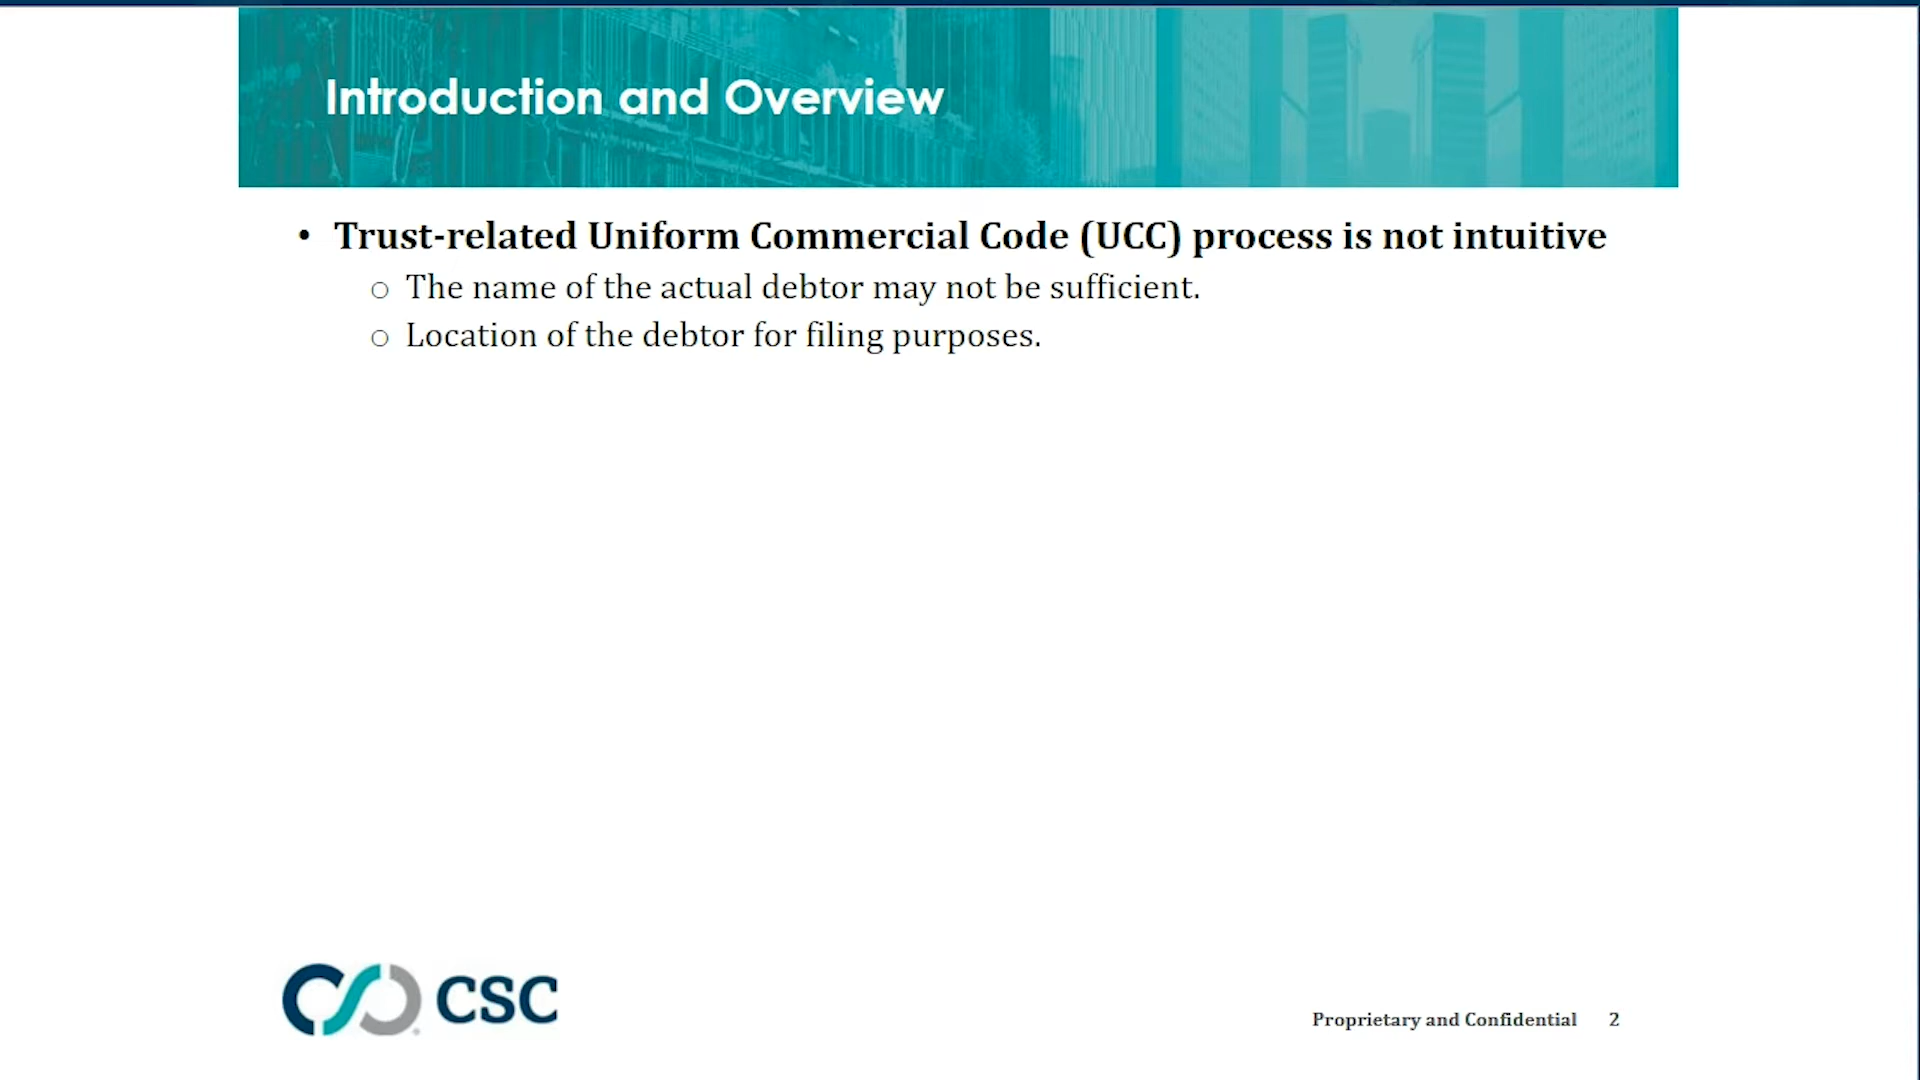 Introduction and Overview
• Trust-related Uniform Commercial Code (UCC) process is not intuitive
○ The name of the actual debtor may not be sufficient.
○ Location of the debtor for filing purposes.
CSC
Proprietary and Confidential 2